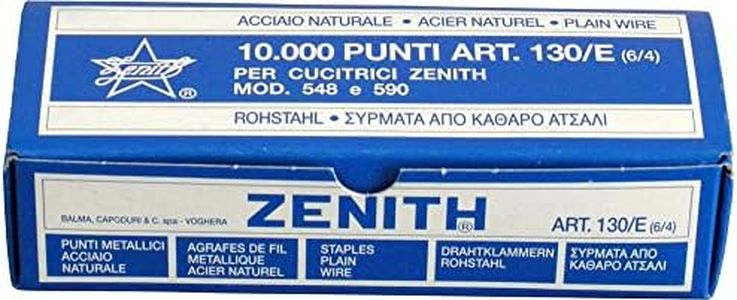 ACCIAIO NATURALE • ACIER NATUREL • PLAIN WIRE
Zenith ®
10.000 PUNTI ART. 130/E (6/4)
PER CUCITRICI ZENITH
MOD. 548 e 590
ROHSTAHL • ΣΥΡΜΑΤΑ ΑΠΟ ΚΑΘΑΡΟ ΑΤΣΑΛΙ
BALMA, CAPODURI & C. spa - VOGHERA
ZENITH ®
ART. 130/E (6/4)
PUNTI METALLICI
ACCIAIO
NATURALE
AGRAFES DE FIL
METALLIQUE
ACIER NATUREL
STAPLES
PLAIN
WIRE
DRAHTKLAMMERN
ROHSTAHL
ΣΥΡΜΑΤΑ ΑΠΟ
ΚΑΘΑΡΟ ΑΤΣΑΛΙ